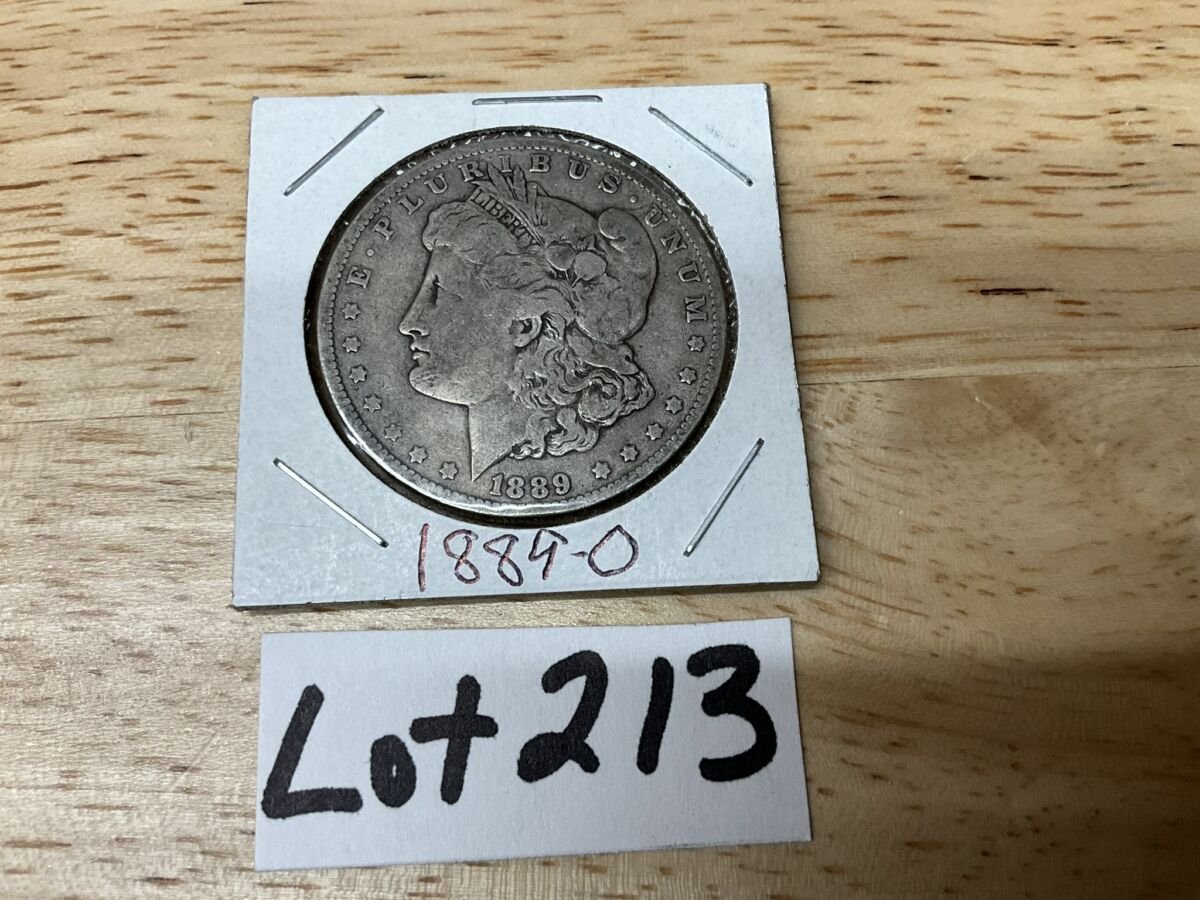 E · PLURIBUS · UNUM
LIBERTY
1889
1889-O
Lot 213